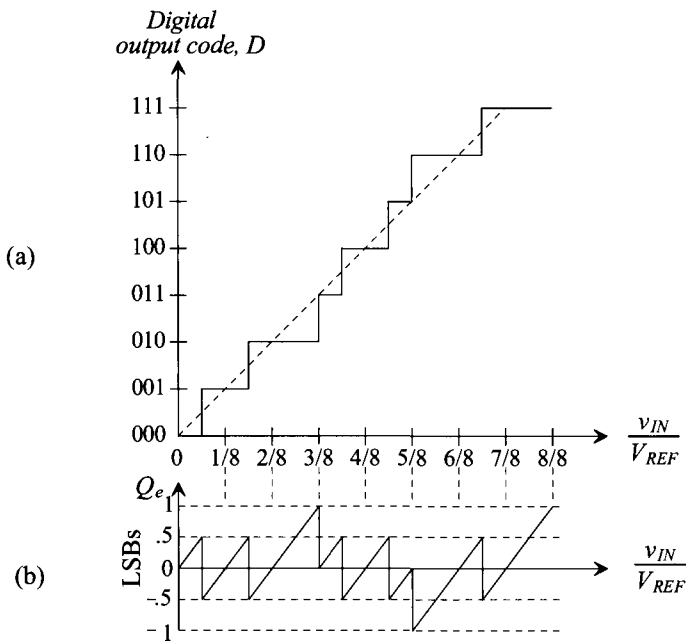 Digital
output code, D
111
110
101
(a)
100
011
010
001
000
0 1/8 2/8 3/8 4/8 5/8 6/8 7/8 8/8
v_IN
V_REF
Q_e
1
.5
LSBs
0
(b)
v_IN
V_REF
-.5
-1